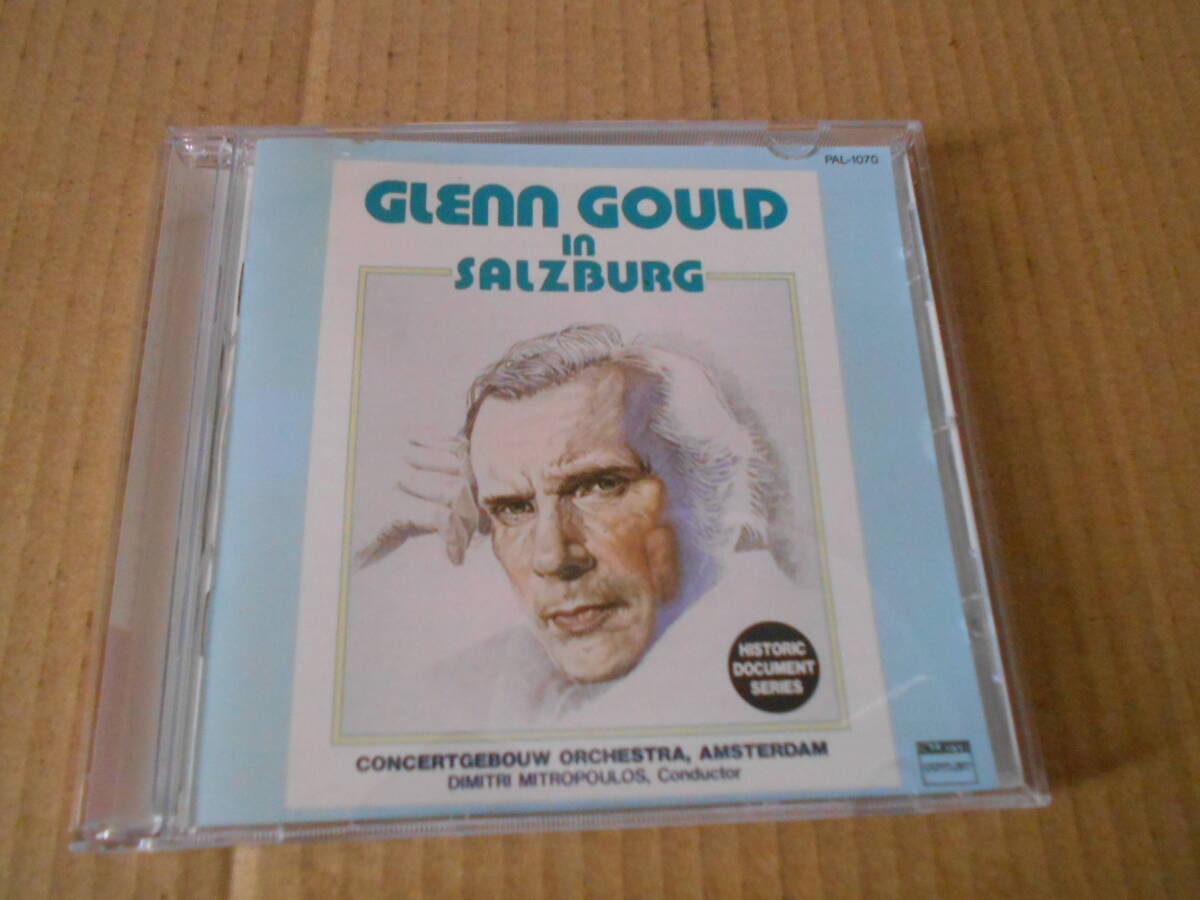 PAL-1070
GLENN GOULD
IN
SALZBURG
HISTORIC
DOCUMENT
SERIES
CONCERTGEBOUW ORCHESTRA, AMSTERDAM
DIMITRI MITROPOULOS, Conductor